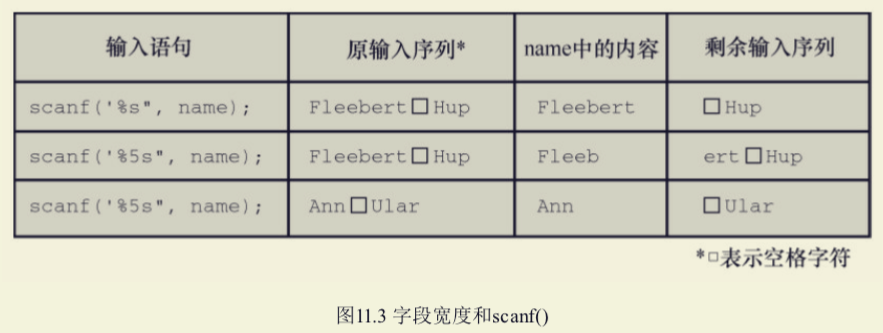 输入语句 原输入序列* name中的内容 剩余输入序列
scanf('%s", name); Fleebert□Hup Fleebert □Hup
scanf('%5s", name); Fleebert□Hup Fleeb ert□Hup
scanf('%5s", name); Ann□Ular Ann □Ular
*□表示空格字符
图11.3 字段宽度和scanf()